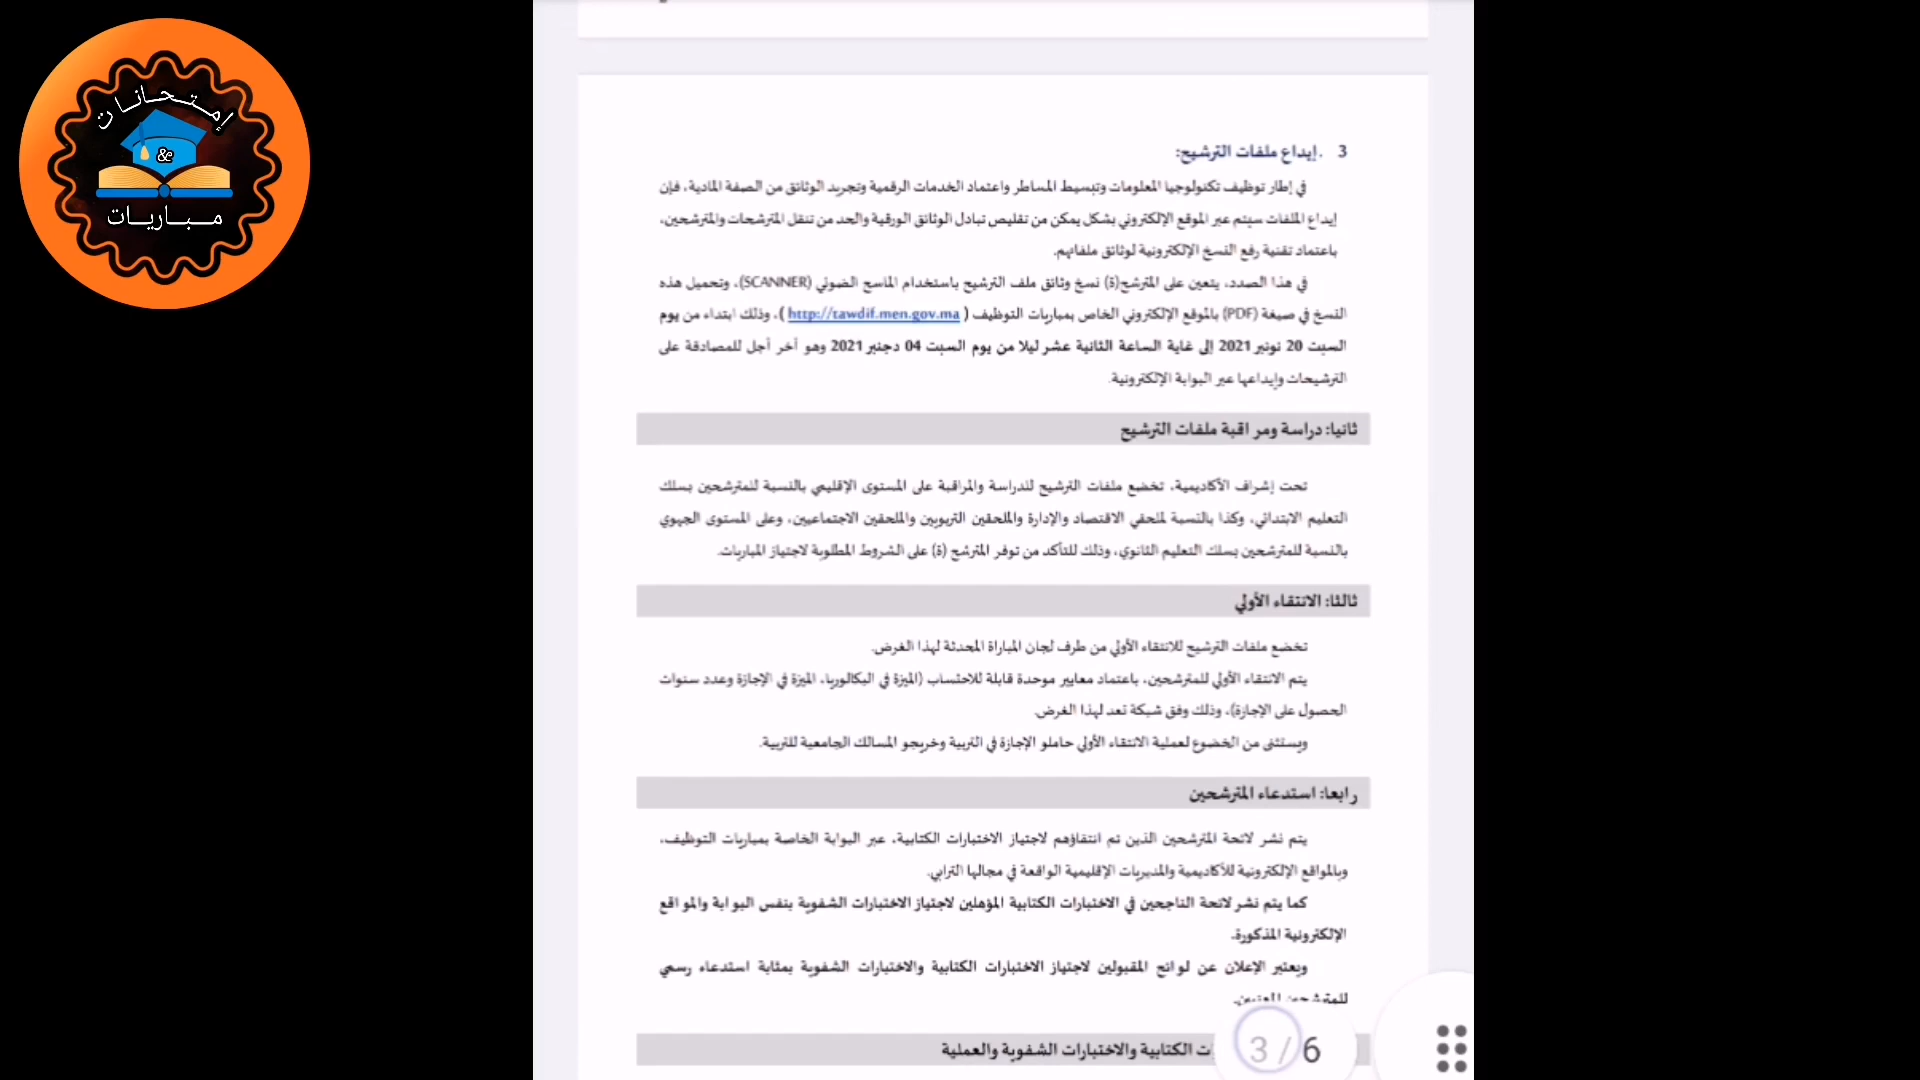 إمتحانات
&
مباريات
3 .إيداع ملفات الترشيح:
في إطار توظيف تكنولوجيا المعلومات وتبسيط المساطر واعتماد الخدمات الرقمية وتجريد الوثائق من الصفة المادية، فإن
إيداع الملفات سيتم عبر الموقع الإلكتروني بشكل يمكن من تقليص تبادل الوثائق الورقية والحد من تنقل المترشحات والمترشحين،
باعتماد تقنية رفع النسخ الإلكترونية لوثائق ملفاتهم.
في هذا الصدد، يتعين على المترشح(ة) نسخ وثائق ملف الترشيح باستخدام الماسح الضوئي (SCANNER)، وتحميل هذه
النسخ في صيغة (PDF) بالموقع الإلكتروني الخاص بمباريات التوظيف ( http://tawdif.men.gov.ma )، وذلك ابتداء من يوم
السبت 20 نونبر 2021 إلى غاية الساعة الثانية عشر ليلا من يوم السبت 04 دجنبر 2021 وهو آخر أجل للمصادقة على
الترشيحات وإيداعها عبر البوابة الإلكترونية.
ثانيا: دراسة ومراقبة ملفات الترشيح
تحت إشراف الأكاديمية، تخضع ملفات الترشيح للدراسة والمراقبة على المستوى الإقليمي بالنسبة للمترشحين بسلك
التعليم الابتدائي، وكذا بالنسبة لملحقي الاقتصاد والإدارة والملحقين التربويين والملحقين الاجتماعيين، وعلى المستوى الجهوي
بالنسبة للمترشحين بسلك التعليم الثانوي، وذلك للتأكد من توفر المترشح (ة) على الشروط المطلوبة لاجتياز المباريات.
ثالثا: الانتقاء الأولي
تخضع ملفات الترشيح للانتقاء الأولي من طرف لجان المباراة المحدثة لهذا الغرض.
يتم الانتقاء الأولي للمترشحين، باعتماد معايير موحدة قابلة للاحتساب (الميزة في البكالوريا، الميزة في الإجازة وعدد سنوات
الحصول على الإجازة)، وذلك وفق شبكة تعد لهذا الغرض.
ويستثنى من الخضوع لعملية الانتقاء الأولي حاملو الإجازة في التربية وخريجو المسالك الجامعية للتربية.
رابعا: استدعاء المترشحين
يتم نشر لائحة المترشحين الذين تم انتقاؤهم لاجتياز الاختبارات الكتابية، عبر البوابة الخاصة بمباريات التوظيف،
وبالمواقع الإلكترونية للأكاديمية والمديريات الإقليمية الواقعة في مجالها الترابي.
كما يتم نشر لائحة الناجحين في الاختبارات الكتابية المؤهلين لاجتياز الاختبارات الشفوية بنفس البوابة والمواقع
الإلكترونية المذكورة.
ويعتبر الإعلان عن لوائح المقبولين لاجتياز الاختبارات الكتابية والاختبارات الشفوية بمثابة استدعاء رسمي
للمترشحين المعنيين.
ت الكتابية والاختبارات الشفوية والعملية
3 / 6